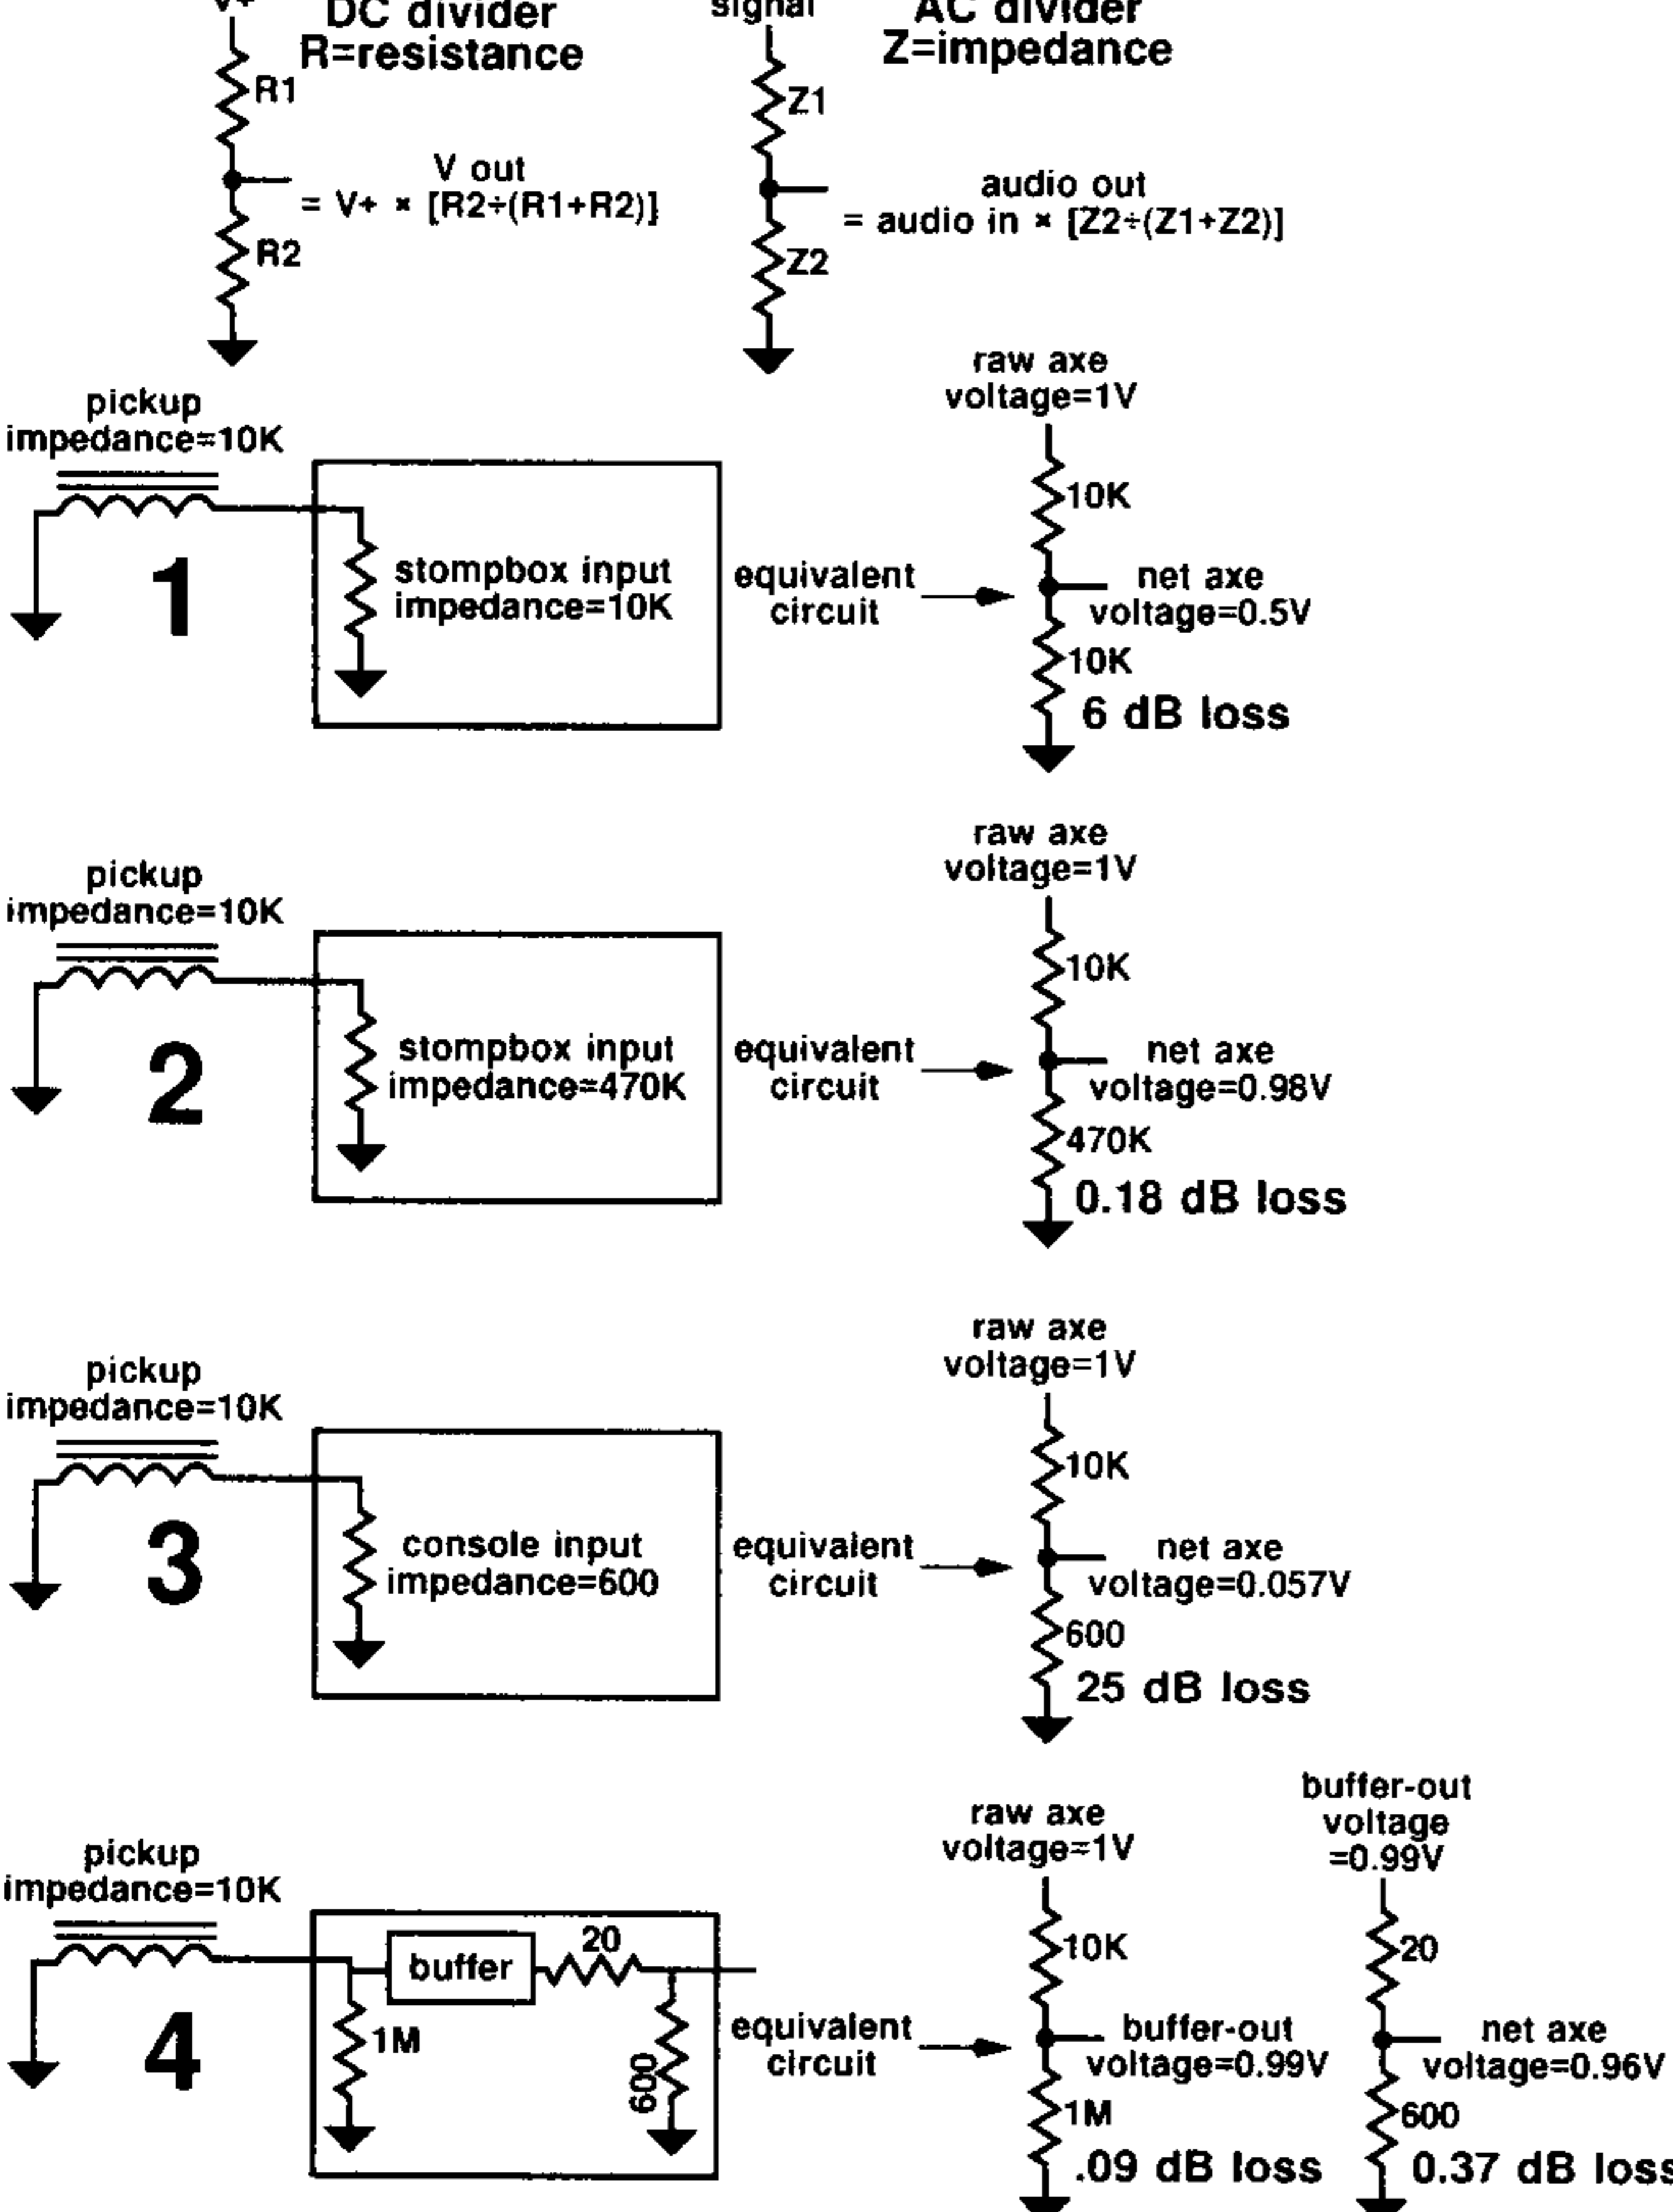 V+
DC divider
R=resistance
R1
V out
= V+ × [R2÷(R1+R2)]
R2
signal
AC divider
Z=impedance
Z1
audio out
= audio in × [Z2÷(Z1+Z2)]
Z2
pickup
impedance=10K
1
stompbox input
impedance=10K
equivalent
circuit
raw axe
voltage=1V
10K
net axe
voltage=0.5V
10K
6 dB loss
pickup
impedance=10K
2
stompbox input
impedance=470K
equivalent
circuit
raw axe
voltage=1V
10K
net axe
voltage=0.98V
470K
0.18 dB loss
pickup
impedance=10K
3
console input
impedance=600
equivalent
circuit
raw axe
voltage=1V
10K
net axe
voltage=0.057V
600
25 dB loss
pickup
impedance=10K
4
buffer
20
1M
600
equivalent
circuit
raw axe
voltage=1V
10K
buffer-out
voltage=0.99V
1M
.09 dB loss
buffer-out
voltage
=0.99V
20
net axe
voltage=0.96V
600
0.37 dB loss